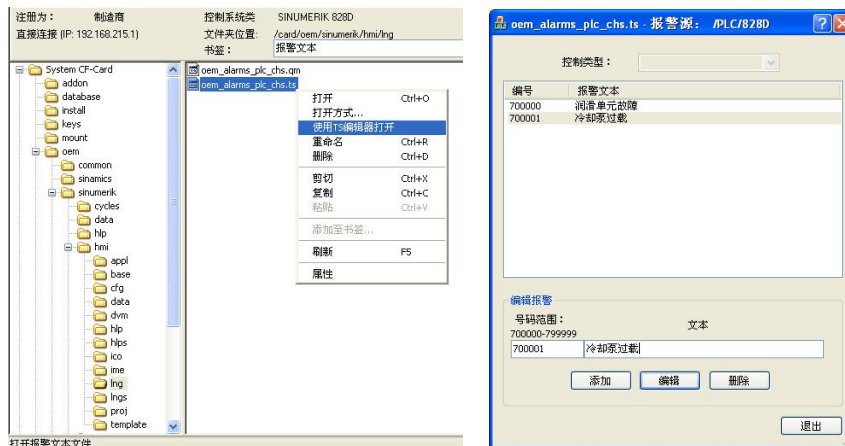 注册为： 制造商 控制系统类 SINUMERIK 828D
直接连接 (IP: 192.168.215.1) 文件夹位置: /card/oem/sinumerik/hmi/lng
书签： 报警文本
System CF-Card
addon
database
install
keys
mount
oem
common
sinamics
sinumerik
cycles
data
hlp
hmi
appl
base
cfg
data
dvm
hlp
hlps
ico
ime
lng
lngs
proj
template
打开报警文本文件
oem_alarms_plc_chs.qm
oem_alarms_plc_chs.ts
打开 Ctrl+O
打开方式...
使用TS编辑器打开
重命名 Ctrl+R
删除 Ctrl+D
剪切 Ctrl+X
复制 Ctrl+C
粘贴 Ctrl+V
添加至书签...
刷新 F5
属性
oem_alarms_plc_chs.ts - 报警源： /PLC/828D
控制类型：
编号 报警文本
700000 润滑单元故障
700001 冷却泵过载
编辑报警
号码范围： 文本
700000-799999
700001 冷却泵过载
添加 编辑 删除
退出